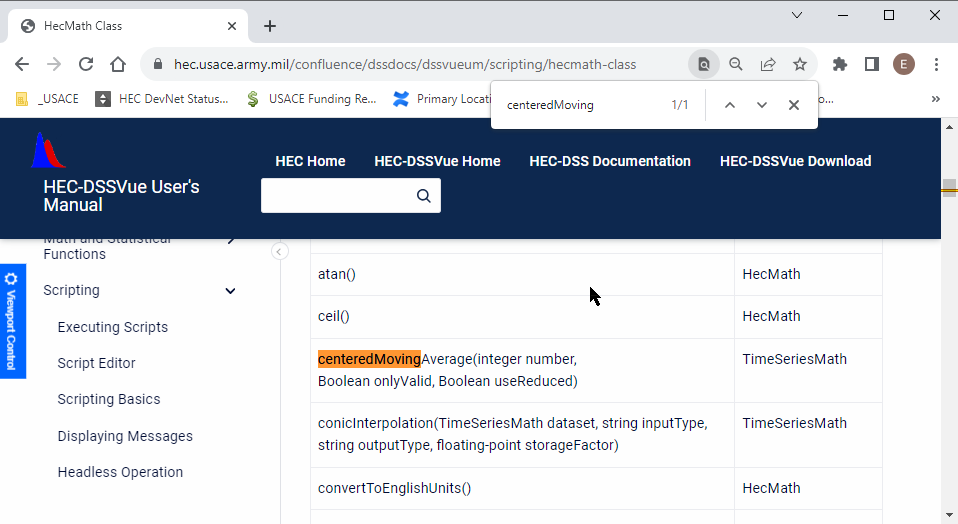 HecMath Class
hec.usace.army.mil/confluence/dssdocs/dssvueum/scripting/hecmath-class
E
_USACE
HEC DevNet Status...
USACE Funding Re...
Primary Locati
o...
»
centeredMoving
1/1
HEC-DSSVue User's
Manual
HEC Home
HEC-DSSVue Home
HEC-DSS Documentation
HEC-DSSVue Download
Viewport Control
Math and Statistical
Functions
Scripting
Executing Scripts
Script Editor
Scripting Basics
Displaying Messages
Headless Operation
atan()
HecMath
ceil()
HecMath
centeredMovingAverage(integer number,
Boolean onlyValid, Boolean useReduced)
TimeSeriesMath
conicInterpolation(TimeSeriesMath dataset, string inputType,
string outputType, floating-point storageFactor)
TimeSeriesMath
convertToEnglishUnits()
HecMath